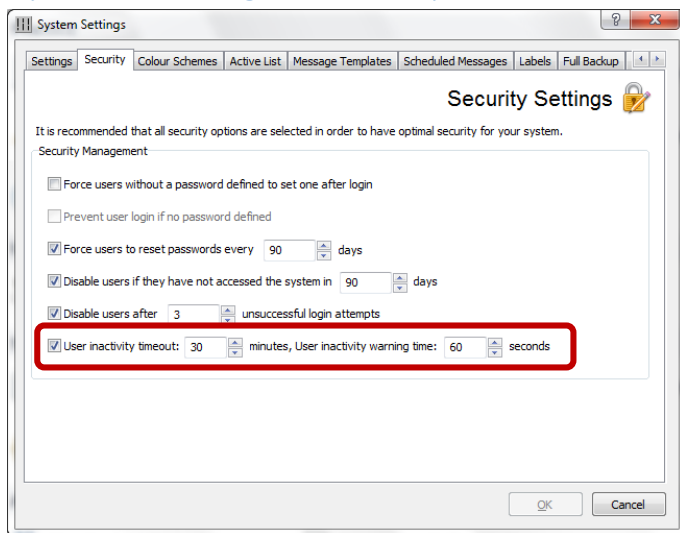 System Settings
Settings Security Colour Schemes Active List Message Templates Scheduled Messages Labels Full Backup
Security Settings
It is recommended that all security options are selected in order to have optimal security for your system.
Security Management
Force users without a password defined to set one after login
Prevent user login if no password defined
Force users to reset passwords every 90 days
Disable users if they have not accessed the system in 90 days
Disable users after 3 unsuccessful login attempts
User inactivity timeout: 30 minutes, User inactivity warning time: 60 seconds
OK Cancel